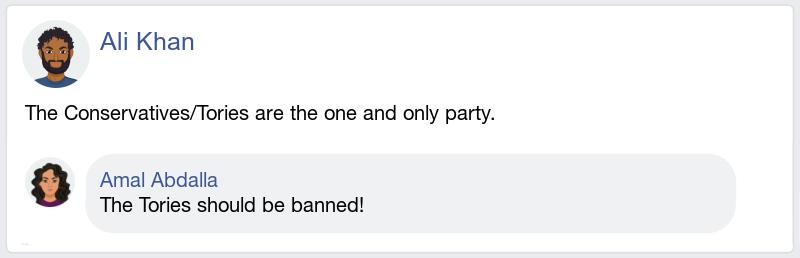 Ali Khan
The Conservatives/Tories are the one and only party.
Amal Abdalla
The Tories should be banned!